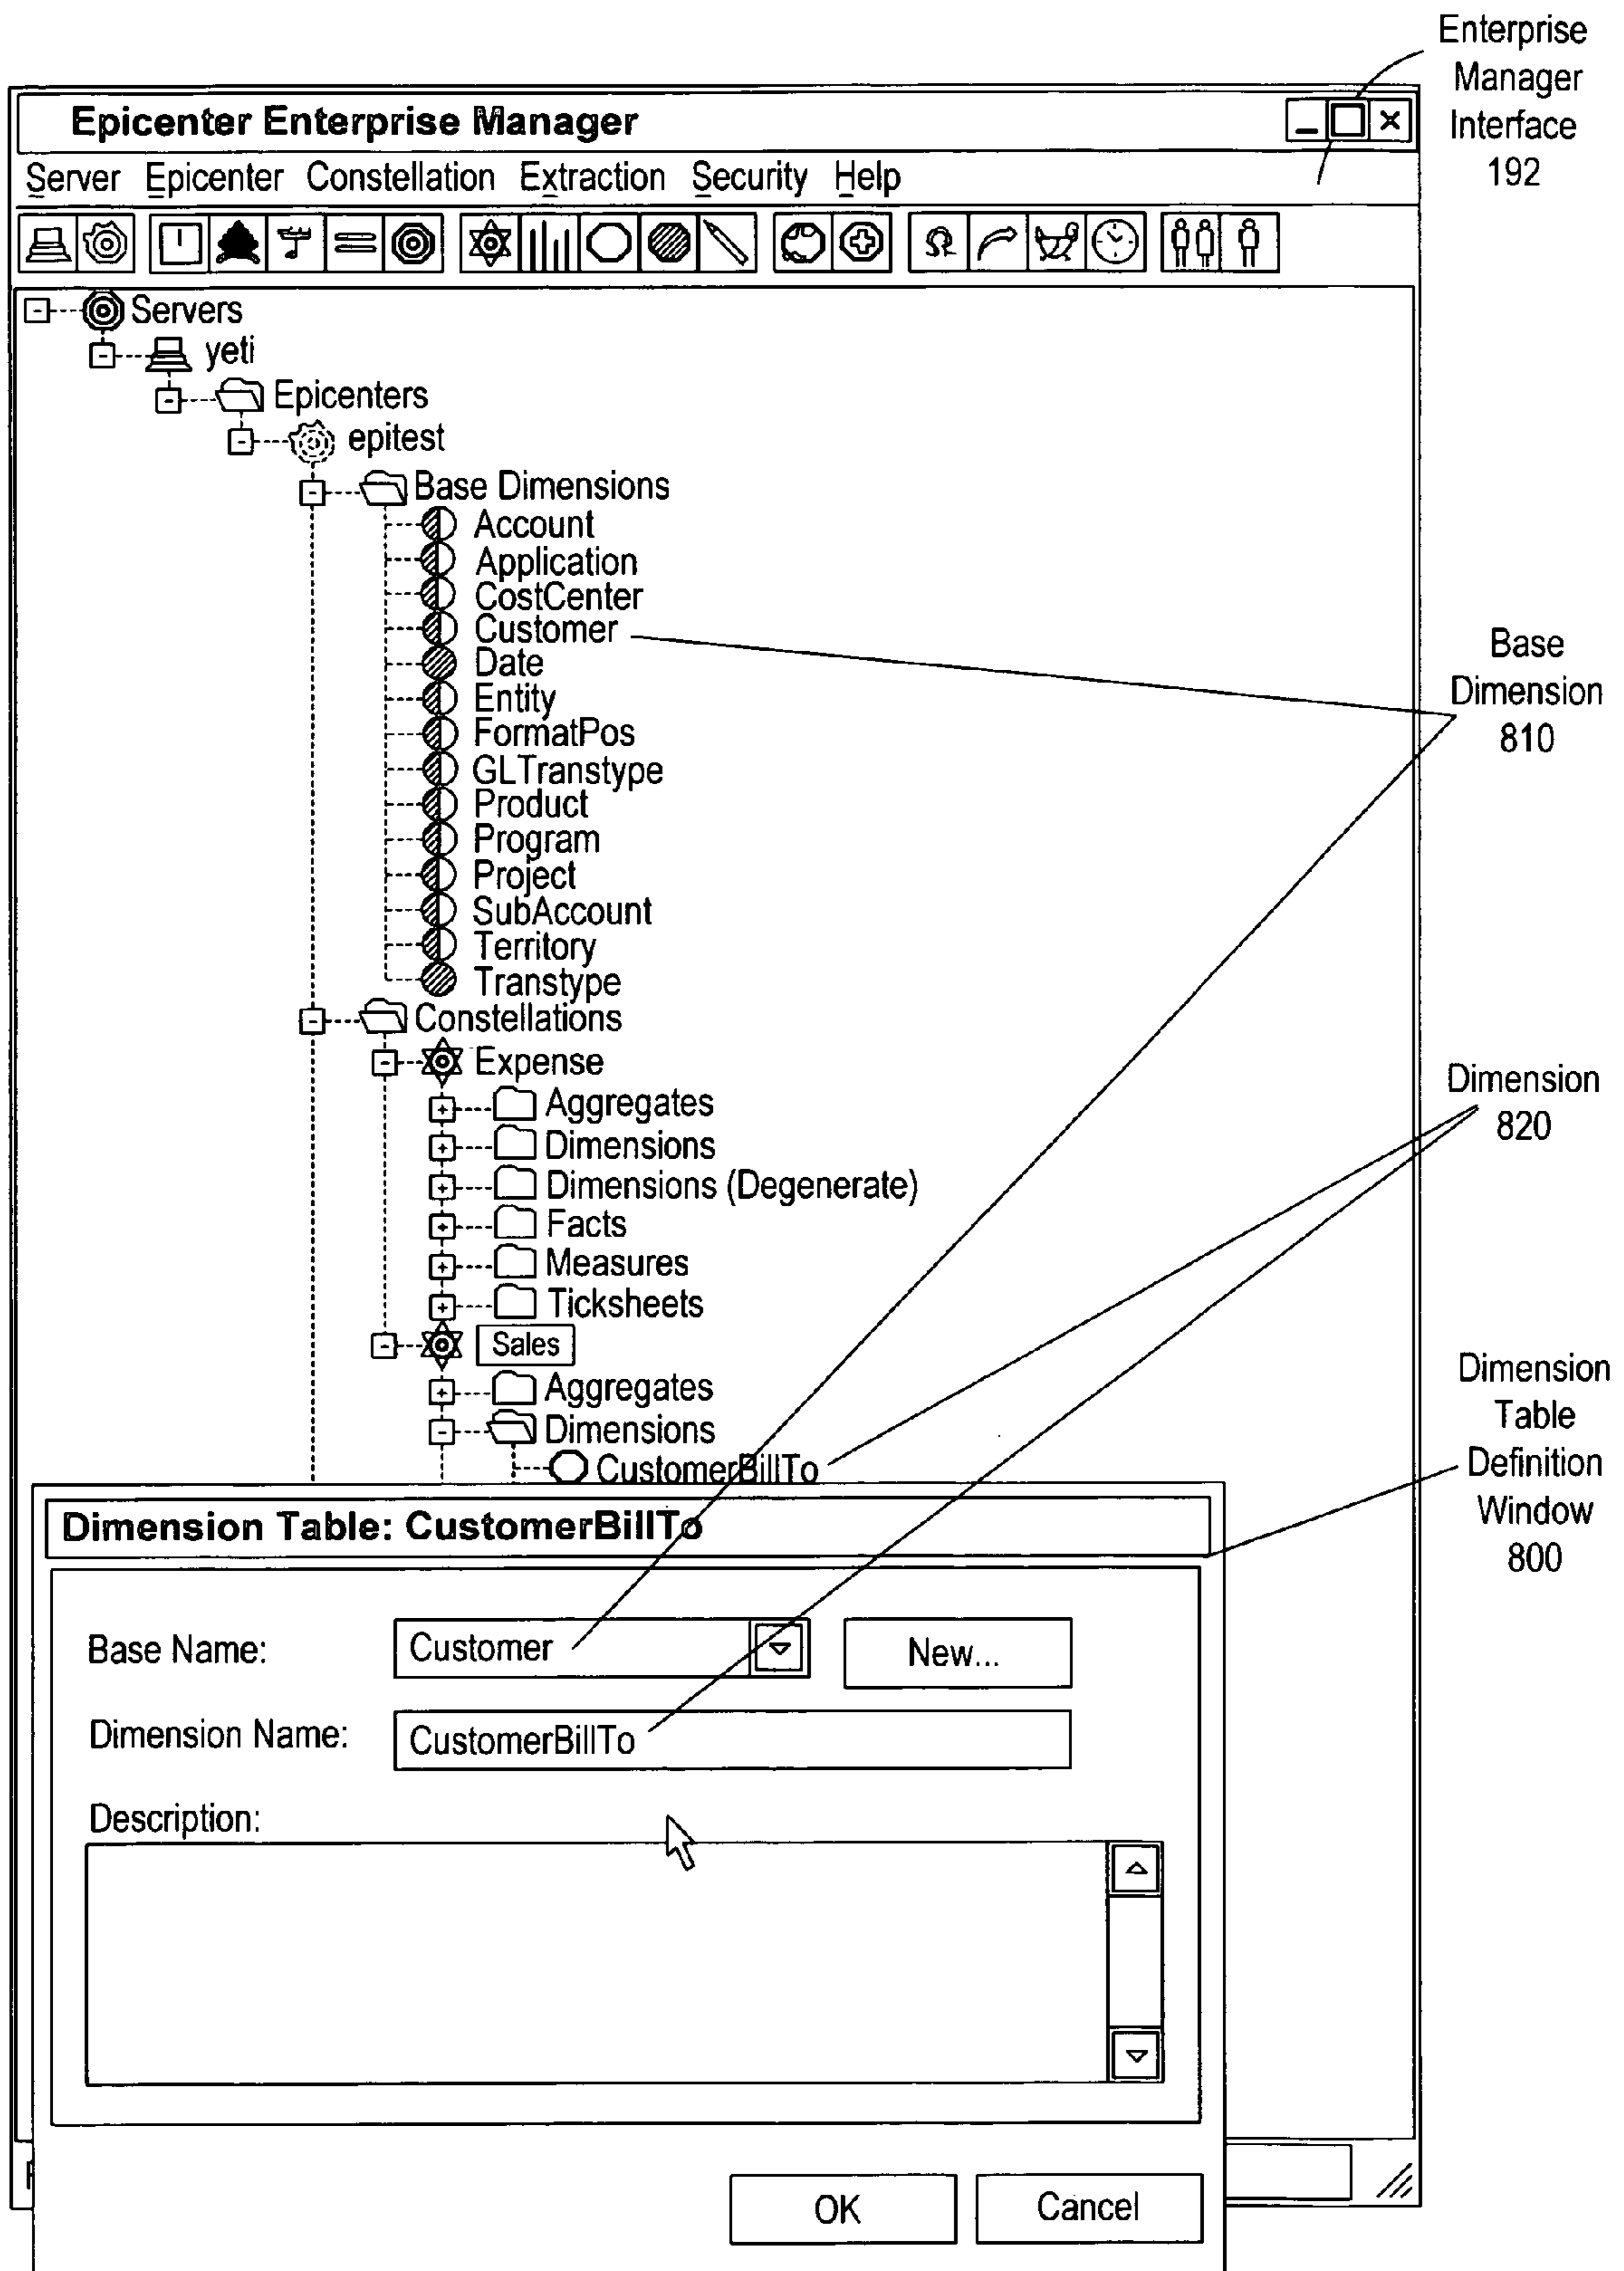 Enterprise
Manager
Interface
192
Epicenter Enterprise Manager
Server Epicenter Constellation Extraction Security Help
Servers
yeti
Epicenters
epitest
Base Dimensions
Account
Application
CostCenter
Customer
Date
Entity
FormatPos
GLTranstype
Product
Program
Project
SubAccount
Territory
Transtype
Constellations
Expense
Aggregates
Dimensions
Dimensions (Degenerate)
Facts
Measures
Ticksheets
Sales
Aggregates
Dimensions
CustomerBillTo
Base
Dimension
810
Dimension
820
Dimension
Table
Definition
Window
800
Dimension Table: CustomerBillTo
Base Name: Customer New...
Dimension Name: CustomerBillTo
Description:
OK Cancel